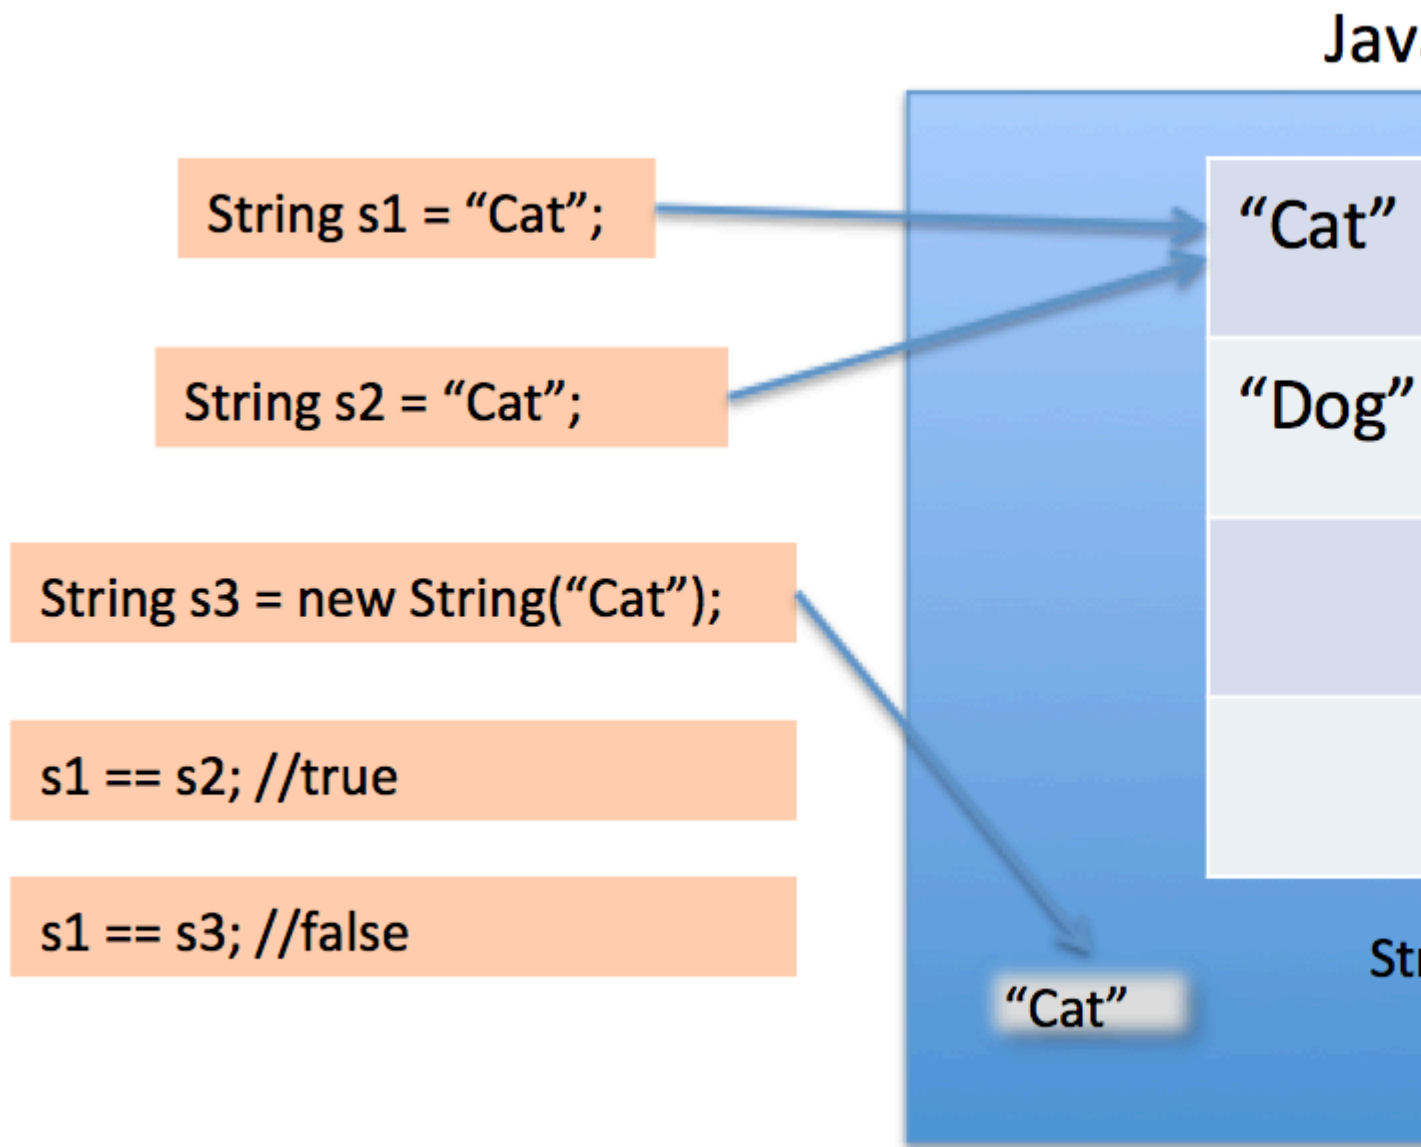 Java
String s1 = “Cat”;
“Cat”
String s2 = “Cat”;
“Dog”
String s3 = new String(“Cat”);
s1 == s2; //true
s1 == s3; //false
“Cat”